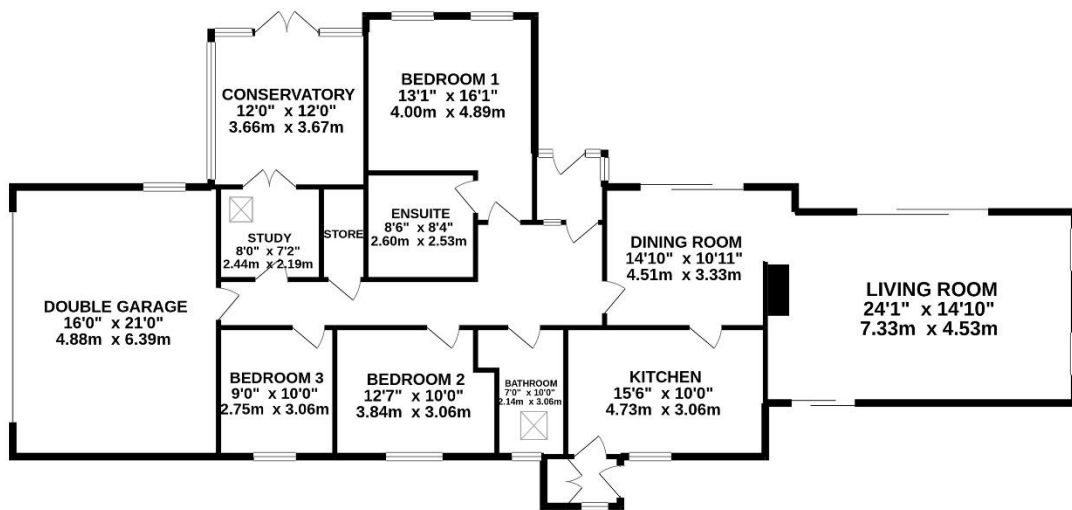 CONSERVATORY
12'0" x 12'0"
3.66m x 3.67m
BEDROOM 1
13'1" x 16'1"
4.00m x 4.89m
ENSUITE
8'6" x 8'4"
2.60m x 2.53m
STUDY
8'0" x 7'2"
2.44m x 2.19m
STORE
DINING ROOM
14'10" x 10'11"
4.51m x 3.33m
LIVING ROOM
24'1" x 14'10"
7.33m x 4.53m
DOUBLE GARAGE
16'0" x 21'0"
4.88m x 6.39m
BEDROOM 3
9'0" x 10'0"
2.75m x 3.06m
BEDROOM 2
12'7" x 10'0"
3.84m x 3.06m
BATHROOM
7'0" x 10'0"
2.14m x 3.06m
KITCHEN
15'6" x 10'0"
4.73m x 3.06m